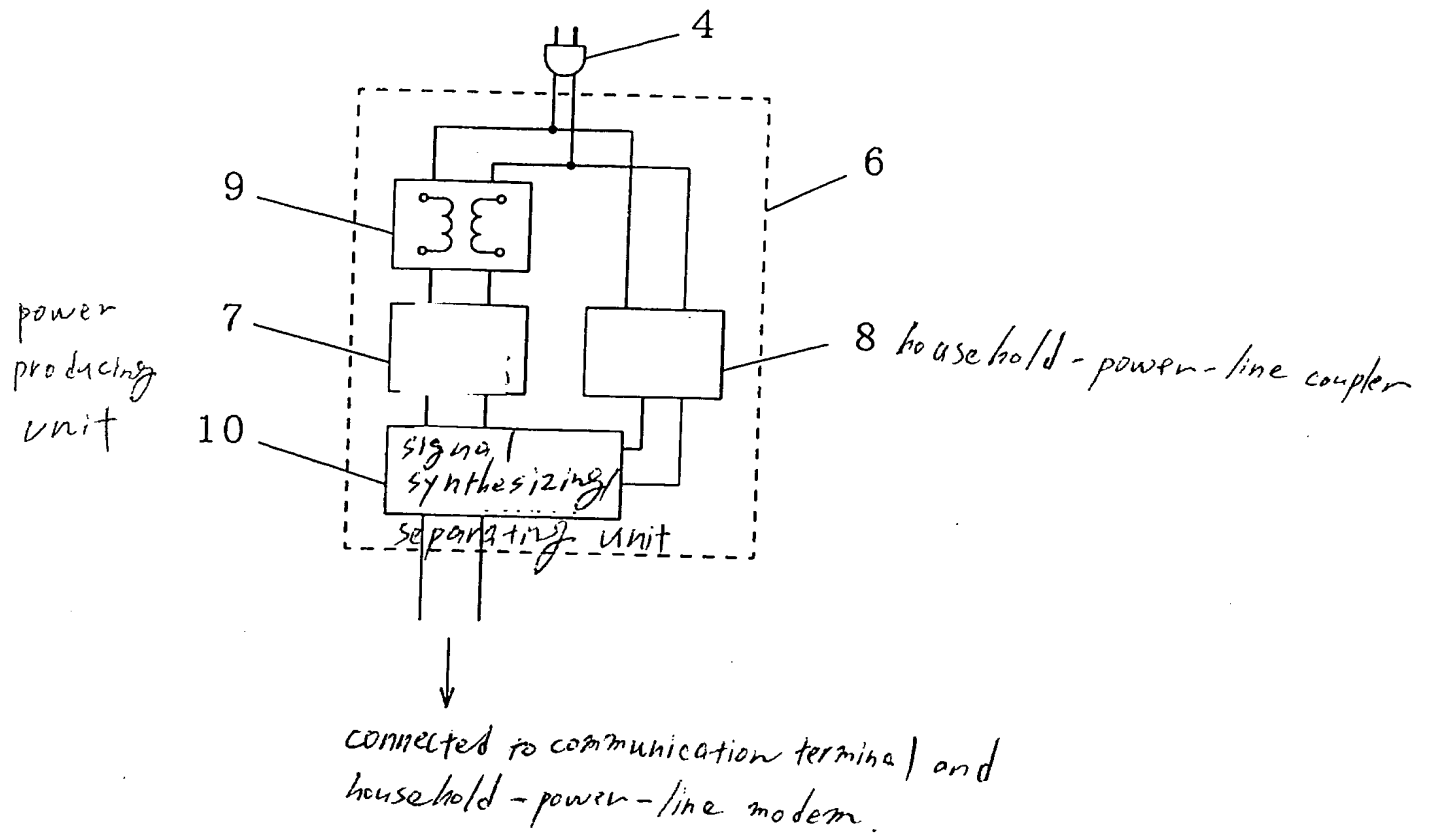 4
6
9
power
producing
unit
7
8 household-power-line coupler
10
signal
synthesizing/
separating unit
connected to communication terminal and
household-power-line modem.